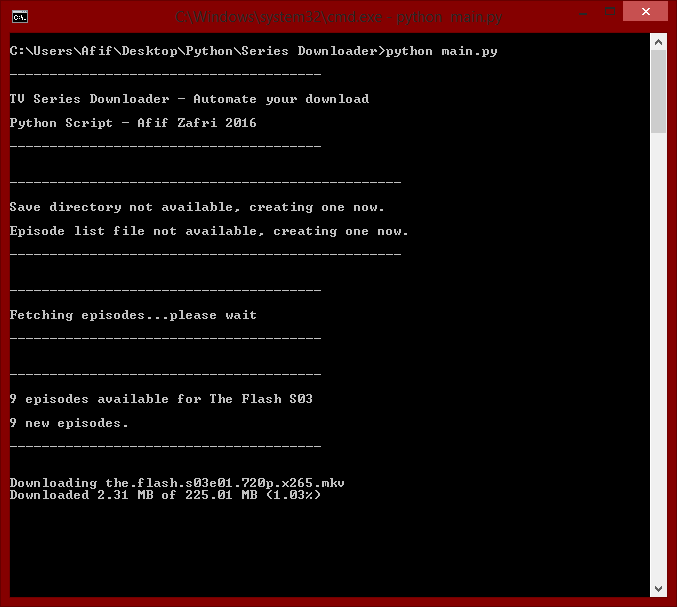 C:\Windows\system32\cmd.exe - python main.py
C:\Users\Afif\Desktop\Python\Series Downloader>python main.py
---------------------------------------
TV Series Downloader - Automate your download
Python Script - Afif Zafri 2016
---------------------------------------
-------------------------------------------------
Save directory not available, creating one now.
Episode list file not available, creating one now.
-------------------------------------------------
---------------------------------------
Fetching episodes...please wait
---------------------------------------
---------------------------------------
9 episodes available for The Flash S03
9 new episodes.
---------------------------------------
Downloading the.flash.s03e01.720p.x265.mkv
Downloaded 2.31 MB of 225.01 MB (1.03%)